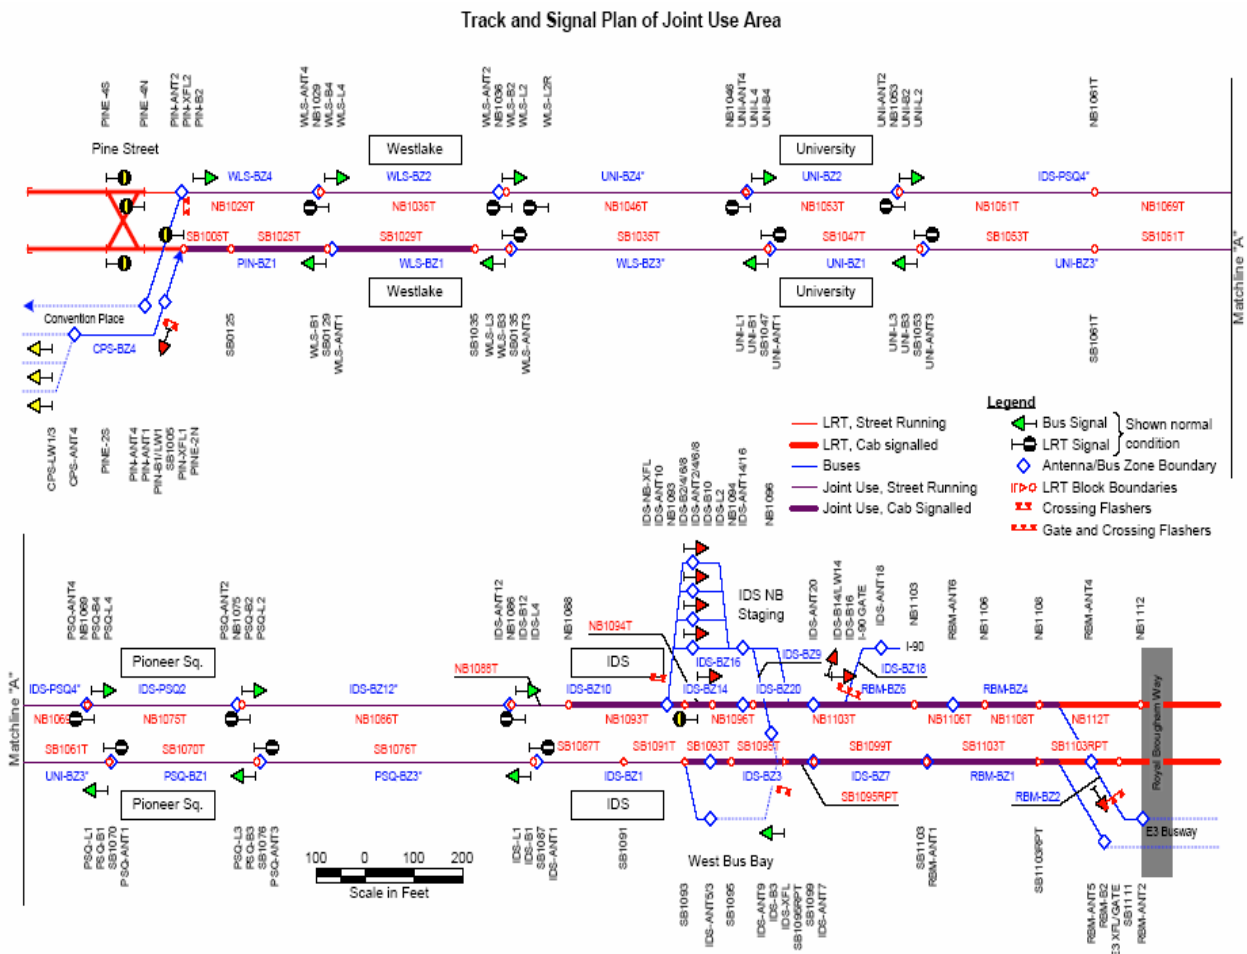 Track and Signal Plan of Joint Use Area
PINE-4S
PINE-4N
PIN-ANT2
PIN-XFL2
PIN-B2
WLS-ANT4
NB1029
WLS-B4
WLS-L4
WLS-ANT2
NB1036
WLS-B2
WLS-L2
WLS-L2R
NB1046
UNI-ANT4
UNI-L4
UNI-B4
UNI-ANT2
NB1053
UNI-B2
UNI-L2
NB1061T
Pine Street
Westlake
University
WLS-BZ4
WLS-BZ2
UNI-BZ4"
UNI-BZ2
IDS-PSQ4"
NB1029T
NB1036T
NB1046T
NB1053T
NB1061T
NB1069T
SB1005T
SB1025T
SB1029T
SB1035T
SB1047T
SB1053T
SB1061T
PIN-BZ1
WLS-BZ1
WLS-BZ3"
UNI-BZ1
UNI-BZ3"
Westlake
University
Matchline "A"
Convention Place
CPS-BZ4
SB0125
WLS-B1
SB0129
WLS-ANT1
SB1035
WLS-L3
WLS-B3
SB0135
WLS-ANT3
UNI-L1
UNI-B1
SB1047
UNI-ANT1
UNI-L3
UNI-B3
SB1053
UNI-ANT3
SB1061T
CPS-LW1/3
CPS-ANT4
PINE-2S
PIN-ANT4
PIN-ANT1
PIN-B1/LW1
SB1005
PIN-XFL1
PINE-2N
Legend
LRT, Street Running
LRT, Cab signalled
Buses
Joint Use, Street Running
Joint Use, Cab Signalled
Bus Signal
LRT Signal
Shown normal
condition
Antenna/Bus Zone Boundary
LRT Block Boundaries
Crossing Flashers
Gate and Crossing Flashers
PSQ-ANT4
NB1069
PSQ-B4
PSQ-L4
PSQ-ANT2
NB1075
PSQ-B2
PSQ-L2
IDS-ANT12
NB1086
IDS-B12
IDS-L4
NB1088
IDS-NB-XFL
IDS-ANT10
NB1093
IDS-B2/4/6/8
IDS-ANT2/4/6/8
IDS-B10
IDS-L2
NB1094
IDS-ANT14/16
NB1096
IDS-ANT20
IDS-B14/LW14
IDS-B16
I-90 GATE
IDS-ANT18
NB1103
RBM-ANT6
NB1106
NB1108
RBM-ANT4
NB1112
IDS NB
Staging
Pioneer Sq.
IDS
NB1094T
NB1088T
IDS-BZ16
IDS-BZ9
I-90
IDS-BZ18
Matchline "A"
IDS-PSQ4"
IDS-PSQ2
IDS-BZ12"
IDS-BZ10
IDS-BZ14
IDS-BZ20
RBM-BZ6
RBM-BZ4
NB1069
NB1075T
NB1086T
NB1093T
NB1096T
NB1103T
NB1106T
NB1108T
NB112T
SB1061T
SB1070T
SB1076T
SB1087T
SB1091T
SB1093T
SB1095T
SB1099T
SB1103T
SB1103RPT
UNI-BZ3"
PSQ-BZ1
PSQ-BZ3"
IDS-BZ1
IDS-BZ3
IDS-BZ7
RBM-BZ1
RBM-BZ2
SB1095RPT
Pioneer Sq.
IDS
Royal Brougham Way
E3 Busway
West Bus Bay
100 0 100 200
Scale in Feet
PSQ-L1
PSQ-B1
SB1070
PSQ-ANT1
PSQ-L3
PSQ-B3
SB1076
PSQ-ANT3
IDS-L1
IDS-B1
SB1087
IDS-ANT1
SB1091
SB1093
IDS-ANT5/3
SB1095
IDS-ANT9
IDS-B3
IDS-XFL
SB1095RPT
SB1099
IDS-ANT7
SB1103
RBM-ANT1
SB1103RPT
RBM-ANT5
RBM-B2
E3 XFL/GATE
SB1111
RBM-ANT2